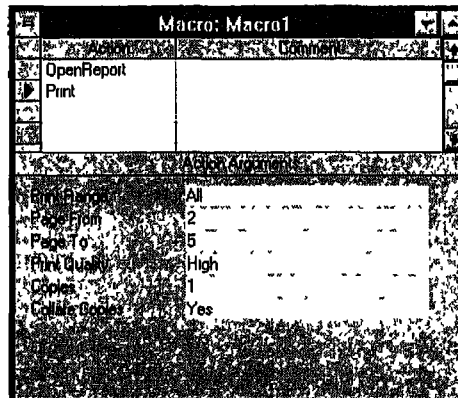 Macro: Macro1
Action Comment
OpenReport
Print
Action Arguments
Print Range All
Page From 2
Page To 5
Print Quality High
Copies 1
Collate Copies Yes